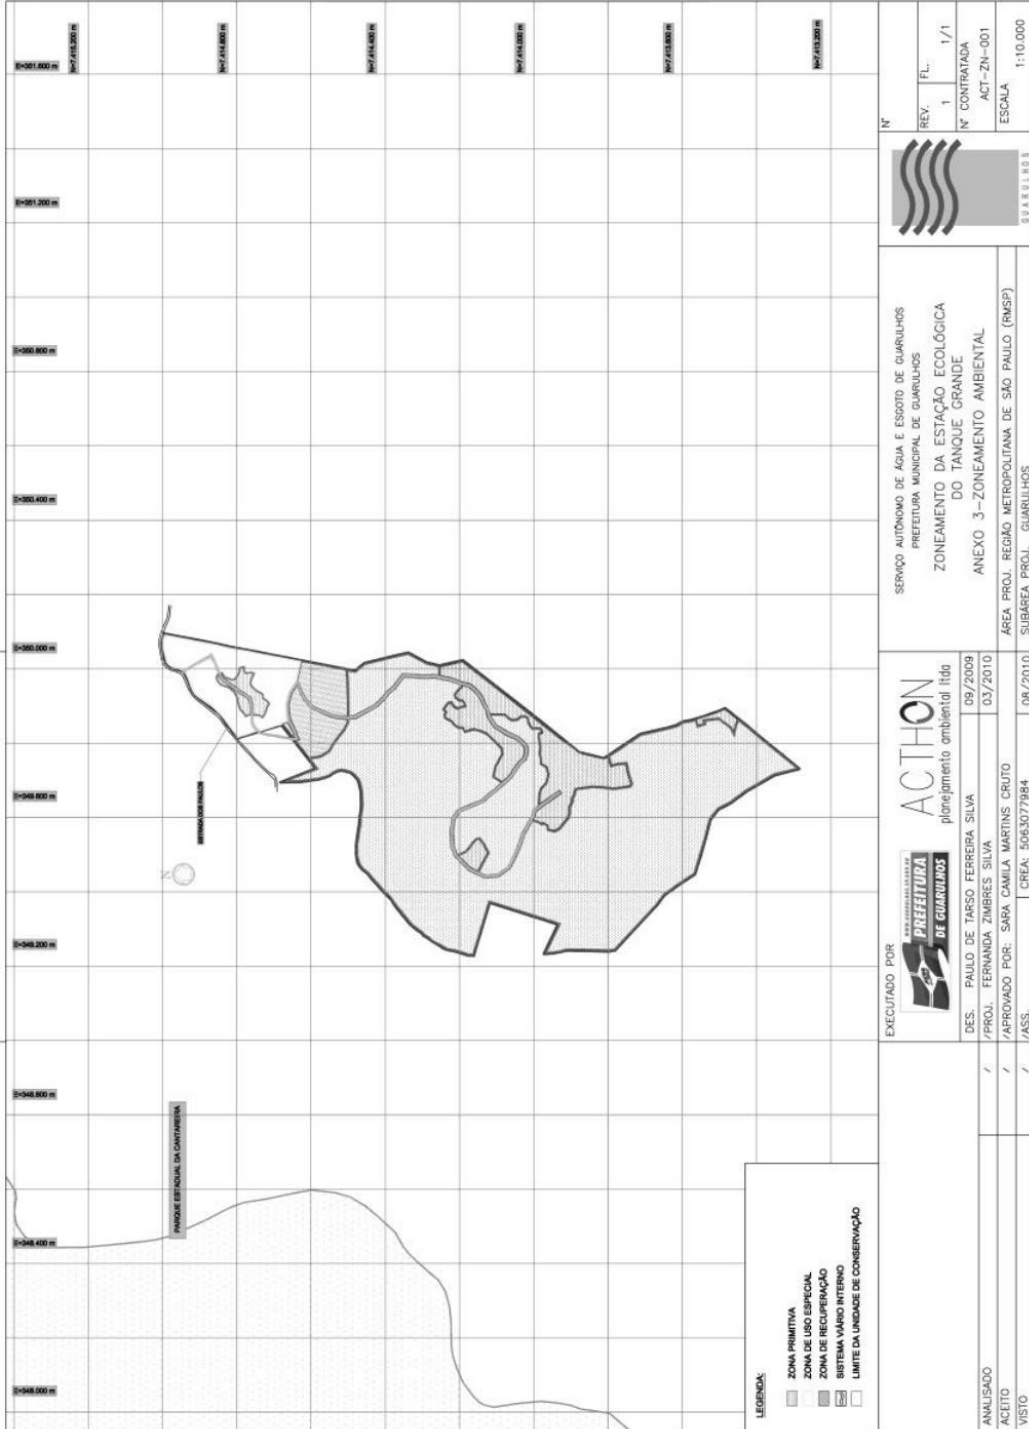 E=348.000 m
E=348.400 m
E=348.800 m
E=349.200 m
E=349.600 m
E=350.000 m
E=350.400 m
E=350.800 m
E=351.200 m
E=351.600 m
N=7.415.200 m
N=7.414.800 m
N=7.414.400 m
N=7.414.000 m
N=7.413.600 m
N=7.413.200 m
PARQUE ESTADUAL DA CANTAREIRA
N
ESTRADA DOS PAULOS
LEGENDA:
ZONA PRIMITIVA
ZONA DE USO ESPECIAL
ZONA DE RECUPERAÇÃO
SISTEMA VIÁRIO INTERNO
LIMITE DA UNIDADE DE CONSERVAÇÃO
ANALISADO
ACEITO
VISTO
EXECUTADO POR
PREFEITURA
DE GUARULHOS
ACTHON
planejamento ambiental ltda
DES. PAULO DE TARSO FERREIRA SILVA 09/2009
/ /PROJ. FERNANDA ZIMBRES SILVA 03/2010
/ /APROVADO POR: SARA CAMILA MARTINS CRUTO
/ /ASS. CREA: 5063077984 08/2010
SERVIÇO AUTÔNOMO DE ÁGUA E ESGOTO DE GUARULHOS
PREFEITURA MUNICIPAL DE GUARULHOS
ZONEAMENTO DA ESTAÇÃO ECOLÓGICA
DO TANQUE GRANDE
ANEXO 3-ZONEAMENTO AMBIENTAL
ÁREA PROJ. REGIÃO METROPOLITANA DE SÃO PAULO (RMSP)
SUBÁREA PROJ. GUARULHOS
GUARULHOS
N°
REV. 1 FL. 1/1
N° CONTRATADA
ACT-ZN-001
ESCALA
1:10.000